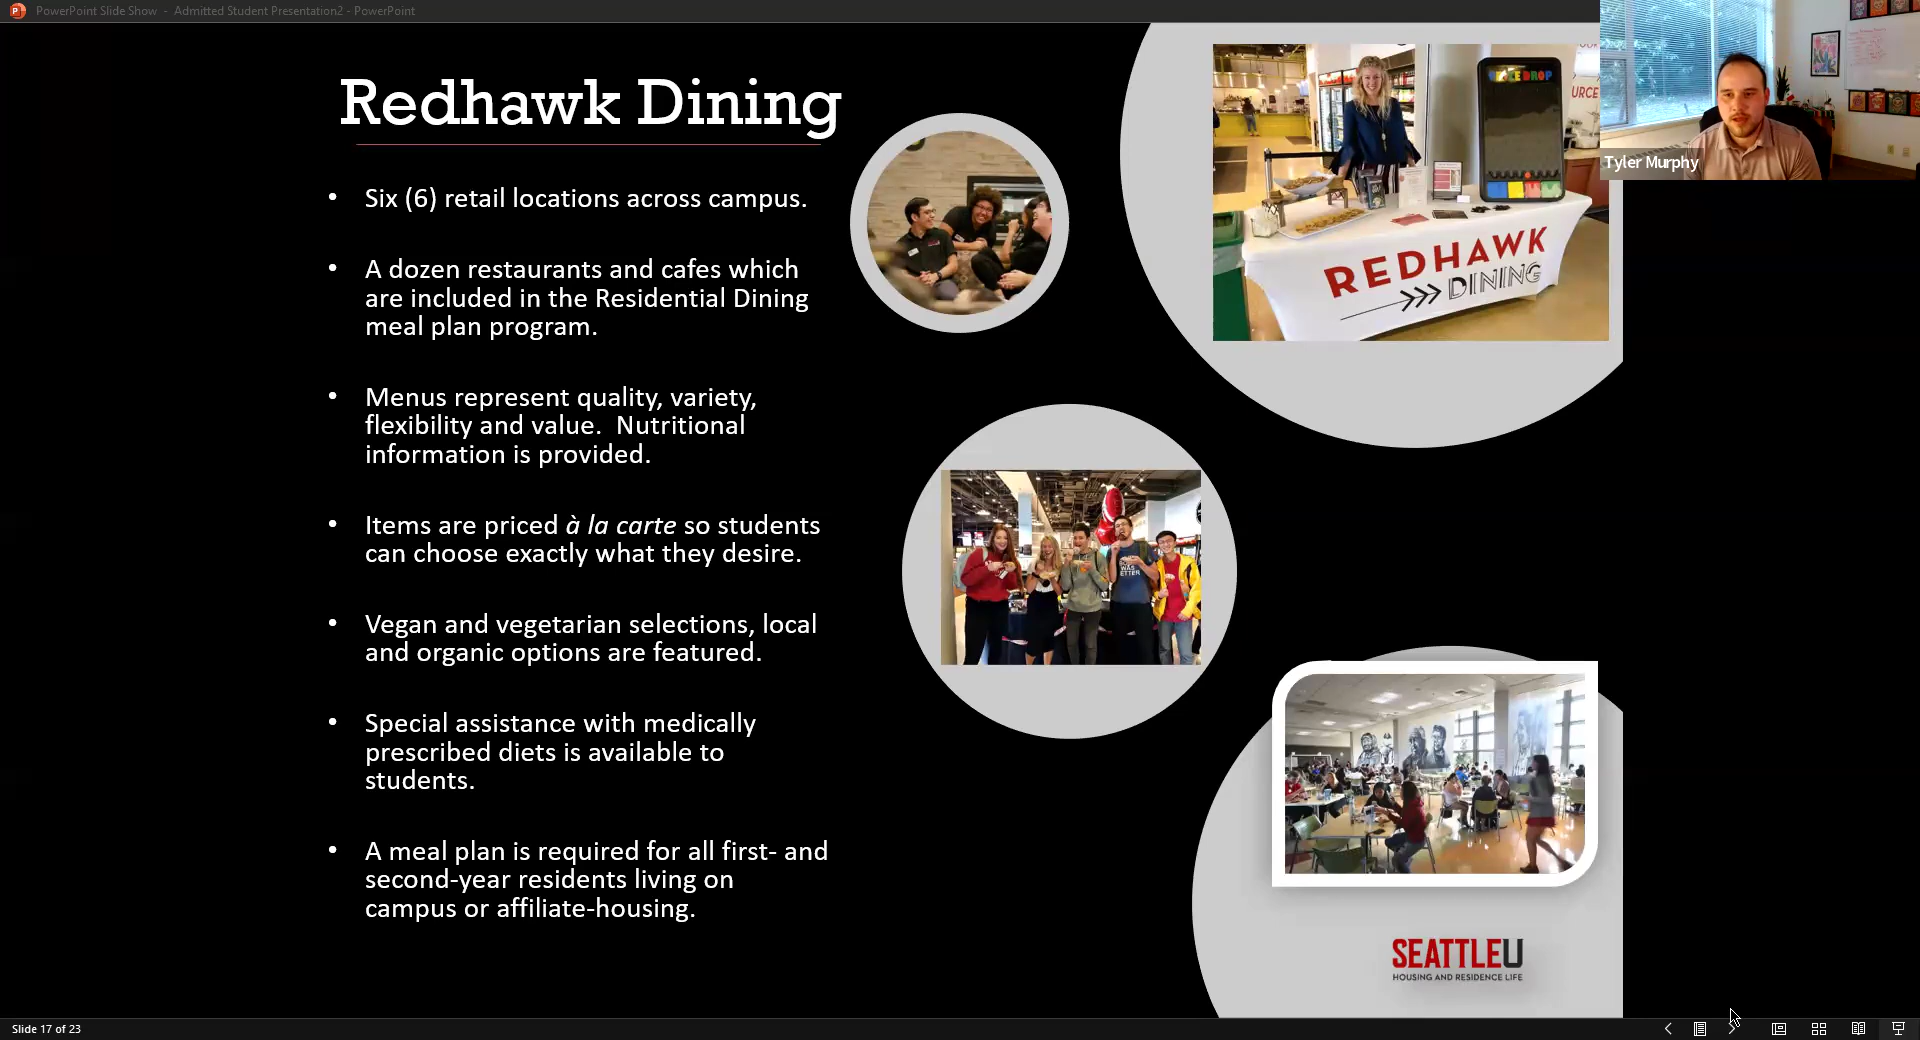 PowerPoint Slide Show - Admitted Student Presentation2 - PowerPoint
Redhawk Dining
• Six (6) retail locations across campus.
• A dozen restaurants and cafes which
are included in the Residential Dining
meal plan program.
• Menus represent quality, variety,
flexibility and value. Nutritional
information is provided.
• Items are priced à la carte so students
can choose exactly what they desire.
• Vegan and vegetarian selections, local
and organic options are featured.
• Special assistance with medically
prescribed diets is available to
students.
• A meal plan is required for all first- and
second-year residents living on
campus or affiliate-housing.
DROP
URCE
REDHAWK
DINING
Tyler Murphy
WAS
SEATTLEU
HOUSING AND RESIDENCE LIFE
Slide 17 of 23